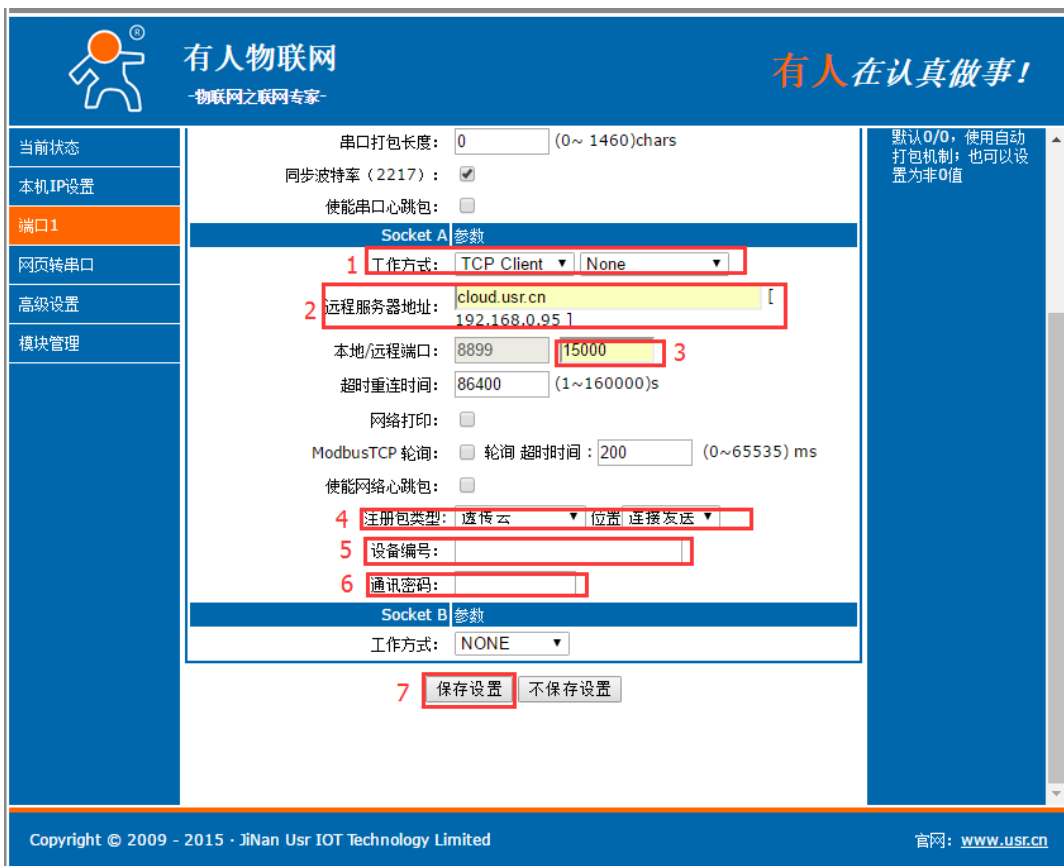 ®
有人物联网
-物联网之联网专家-
有人在认真做事!
当前状态
本机IP设置
端口1
网页转串口
高级设置
模块管理
串口打包长度: 0 (0~ 1460)chars
同步波特率（2217）:
使能串口心跳包:
Socket A 参数
1 工作方式: TCP Client None
2 远程服务器地址: cloud.usr.cn [
192.168.0.95 ]
本地/远程端口: 8899 15000 3
超时重连时间: 86400 (1~160000)s
网络打印:
ModbusTCP 轮询: 轮询 超时时间 : 200 (0~65535) ms
使能网络心跳包:
4 注册包类型: 透传云 位置 连接发送
5 设备编号:
6 通讯密码:
Socket B 参数
工作方式: NONE
7 保存设置 不保存设置
默认0/0，使用自动
打包机制；也可以设
置为非0值
Copyright © 2009 - 2015 · JiNan Usr IOT Technology Limited
官网: www.usr.cn